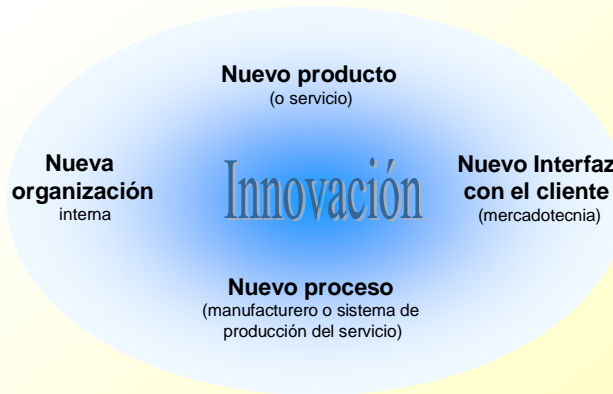 Nuevo producto
(o servicio)
Nueva
organización
interna
Innovación
Nuevo Interfaz
con el cliente
(mercadotecnia)
Nuevo proceso
(manufacturero o sistema de
producción del servicio)